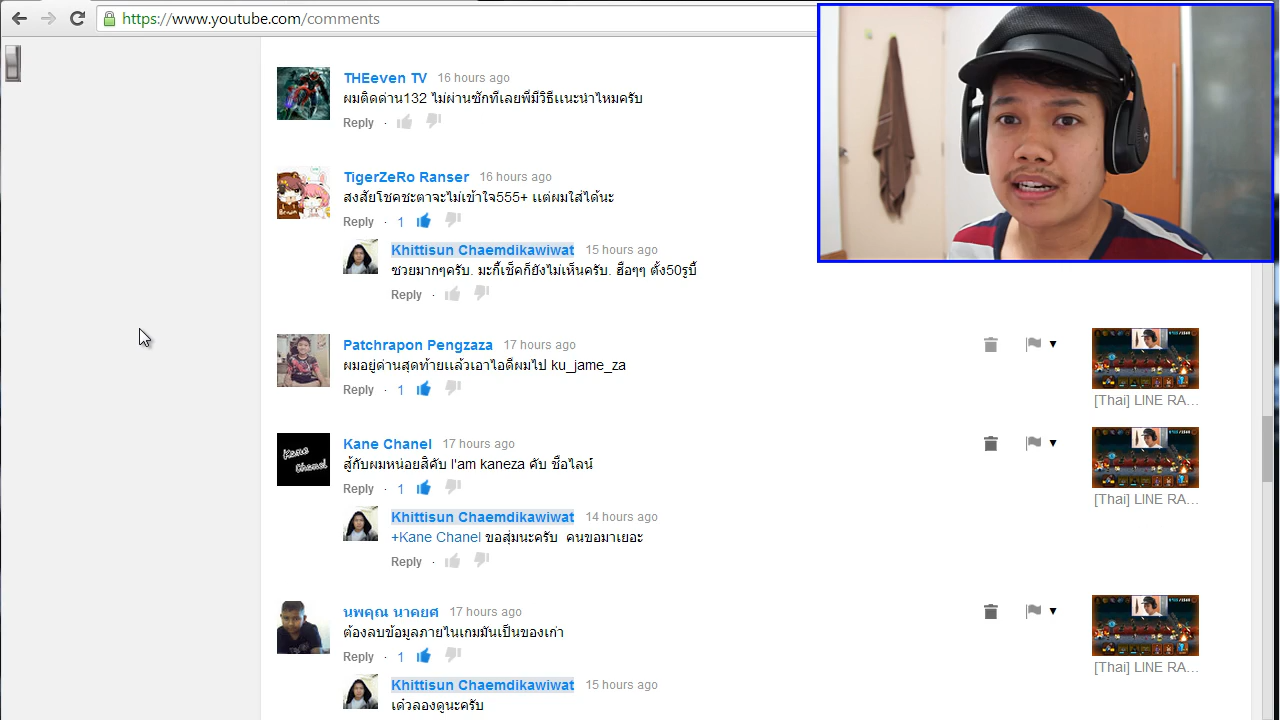 https://www.youtube.com/comments
THEeven TV 16 hours ago
ผมติดด่าน132 ไม่ผ่านซักทีเลยพี่มีวิธีแนะนำไหมครับ
Reply
TigerZeRo Ranser 16 hours ago
สงสัยโชคชะตาจะไม่เข้าใจ555+ แต่ผมใส่ได้นะ
Reply · 1
Khittisun Chaemdikawiwat 15 hours ago
ซวยมากๆครับ. มะกี้เช็คก็ยังไม่เห็นครับ. ฮือๆๆ ตั้ง50รูบี้
Reply ·
Patchrapon Pengzaza 17 hours ago
ผมอยู่ด่านสุดท้ายแล้วเอาไอดีผมไป ku_jame_za
Reply · 1
[Thai] LINE RA...
Kane Chanel 17 hours ago
สู้กับผมหน่อยสิคับ I'am kaneza คับ ชื่อไลน์
Reply · 1
[Thai] LINE RA...
Kane Chanel
Khittisun Chaemdikawiwat 14 hours ago
+Kane Chanel ขอสุ่มนะครับ คนขอมาเยอะ
Reply ·
นพคุณ นาคยศ 17 hours ago
ต้องลบข้อมูลภายในเกมมันเป็นของเก่า
Reply · 1
[Thai] LINE RA...
Khittisun Chaemdikawiwat 15 hours ago
เด๋วลองดูนะครับ